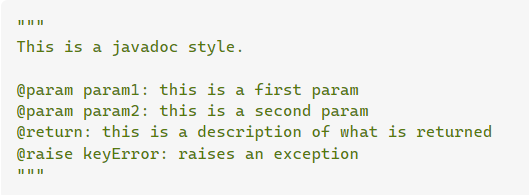 """
This is a javadoc style.
@param param1: this is a first param
@param param2: this is a second param
@return: this is a description of what is returned
@raise keyError: raises an exception
"""